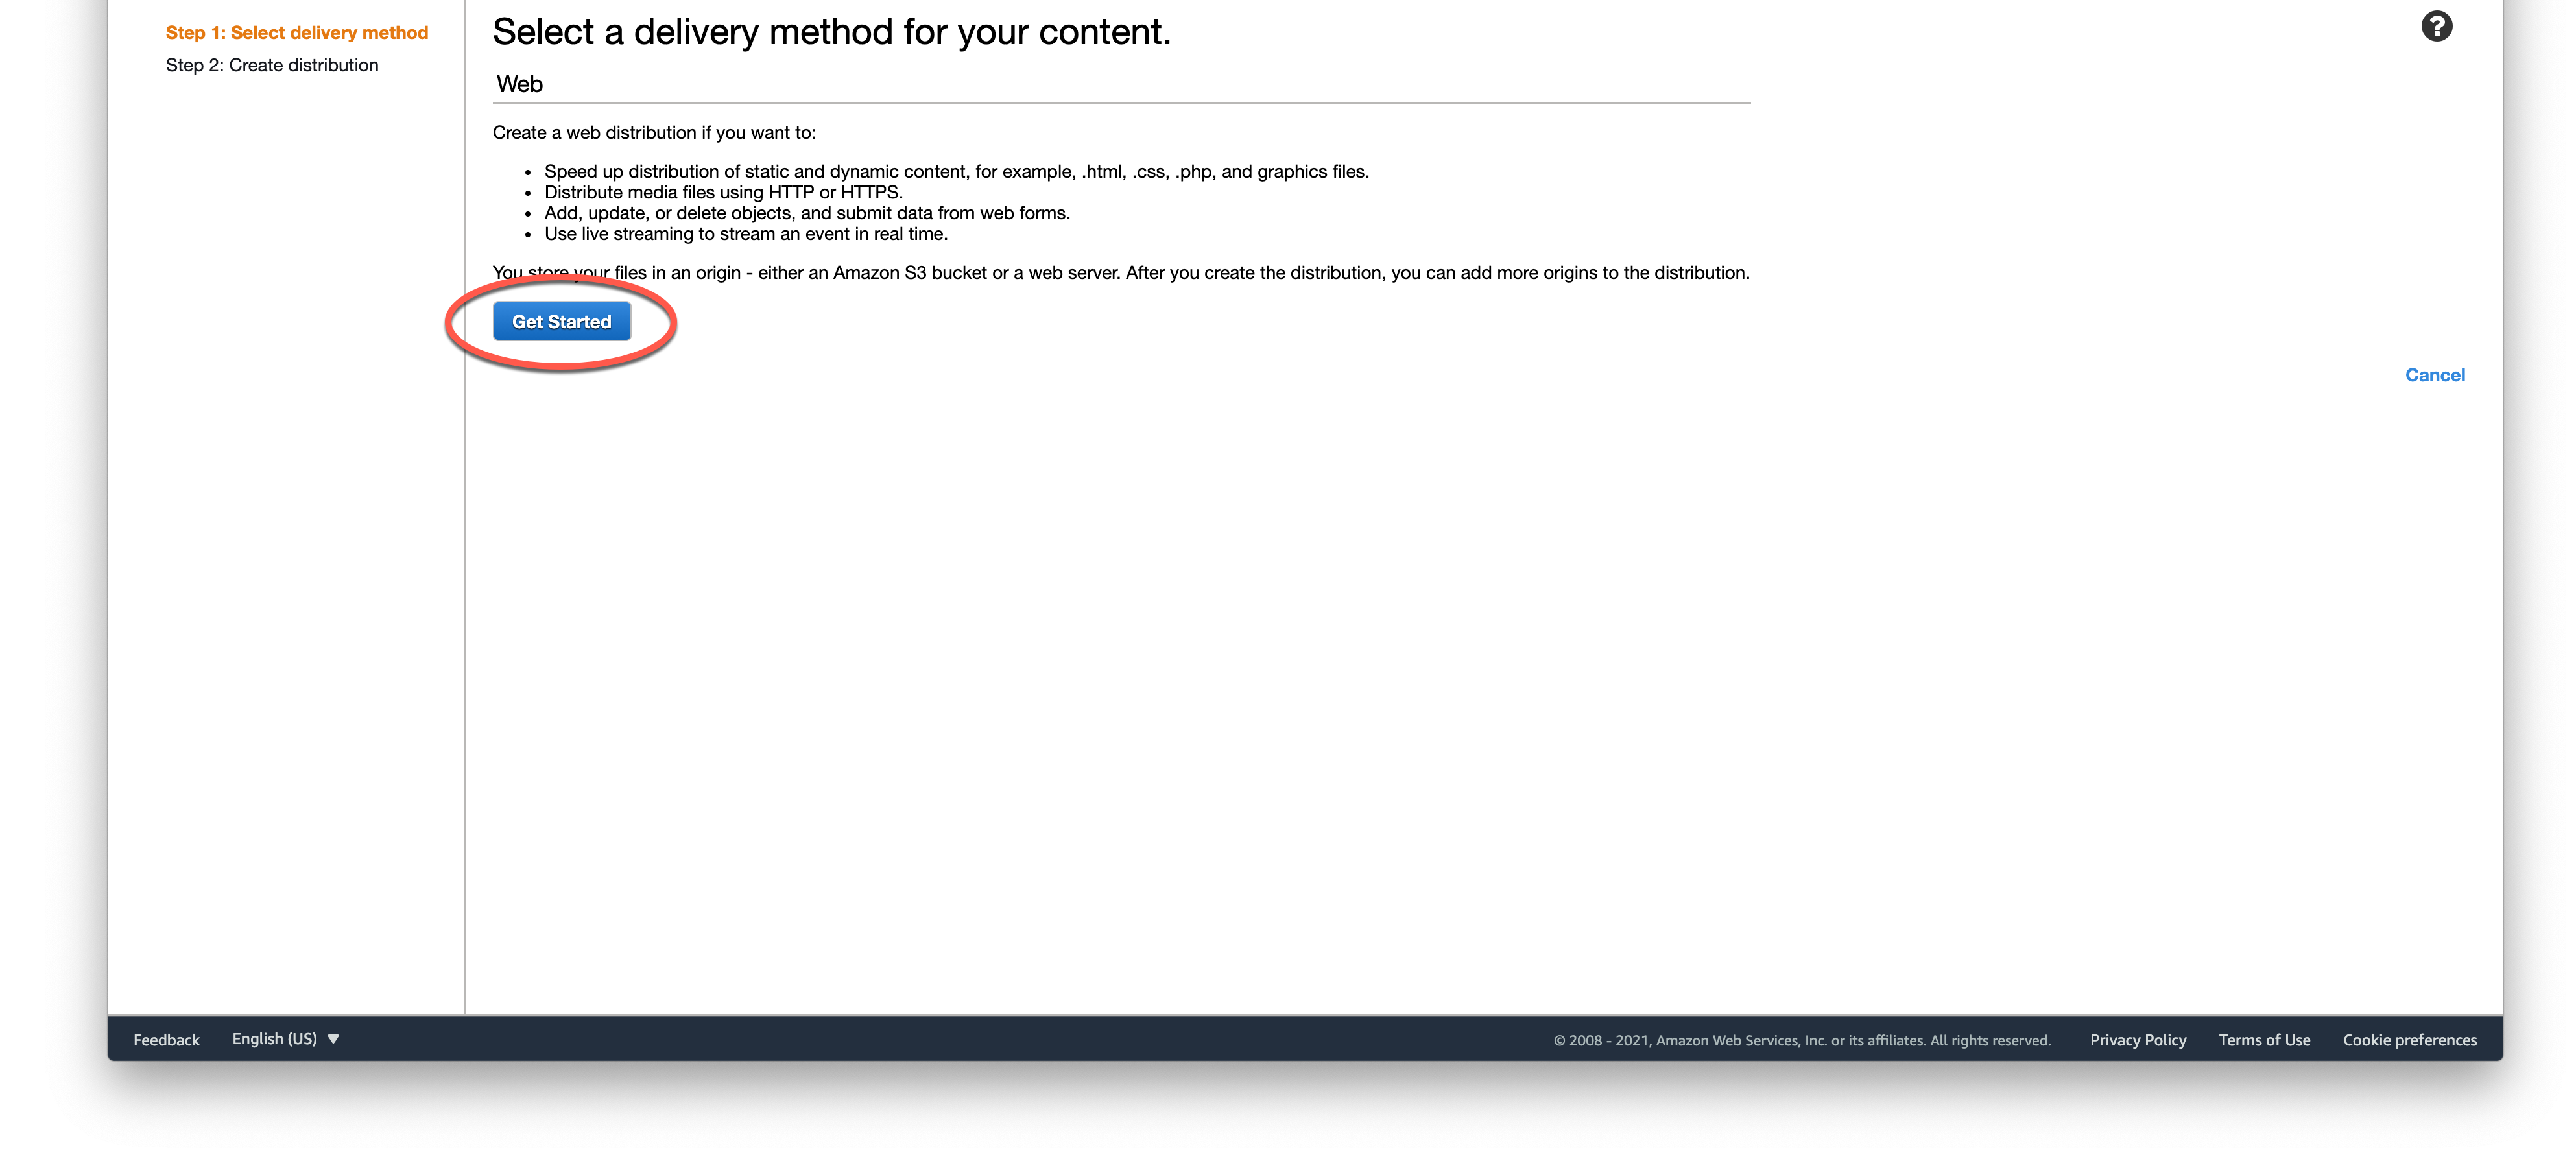 Step 1: Select delivery method
Step 2: Create distribution
Select a delivery method for your content.
Web
Create a web distribution if you want to:
• Speed up distribution of static and dynamic content, for example, .html, .css, .php, and graphics files.
• Distribute media files using HTTP or HTTPS.
• Add, update, or delete objects, and submit data from web forms.
• Use live streaming to stream an event in real time.
You store your files in an origin - either an Amazon S3 bucket or a web server. After you create the distribution, you can add more origins to the distribution.
Get Started
Cancel
Feedback English (US) © 2008 - 2021, Amazon Web Services, Inc. or its affiliates. All rights reserved. Privacy Policy Terms of Use Cookie preferences